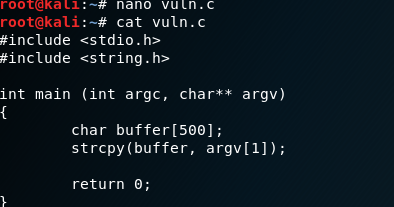 root@kali:~# nano vuln.c
root@kali:~# cat vuln.c
#include <stdio.h>
#include <string.h>

int main (int argc, char** argv)
{
        char buffer[500];
        strcpy(buffer, argv[1]);

        return 0;
}